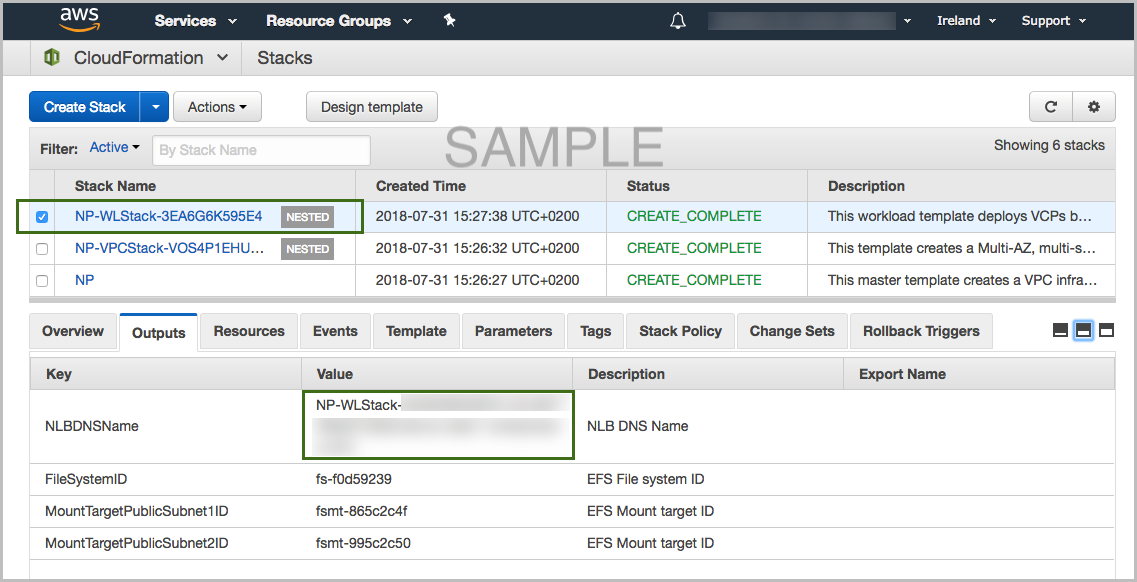 aws Services Resource Groups Ireland Support
CloudFormation Stacks
Create Stack Actions Design template
SAMPLE
Filter: Active By Stack Name Showing 6 stacks
Stack Name Created Time Status Description
NP-WLStack-3EA6G6K595E4 NESTED 2018-07-31 15:27:38 UTC+0200 CREATE_COMPLETE This workload template deploys VCPs b...
NP-VPCStack-VOS4P1EHU... NESTED 2018-07-31 15:26:32 UTC+0200 CREATE_COMPLETE This template creates a Multi-AZ, multi-s...
NP 2018-07-31 15:26:27 UTC+0200 CREATE_COMPLETE This master template creates a VPC infra...
Overview Outputs Resources Events Template Parameters Tags Stack Policy Change Sets Rollback Triggers
Key Value Description Export Name
NP-WLStack-
NLBDNSName NLB DNS Name
FileSystemID fs-f0d59239 EFS File system ID
MountTargetPublicSubnet1ID fsmt-865c2c4f EFS Mount target ID
MountTargetPublicSubnet2ID fsmt-995c2c50 EFS Mount target ID